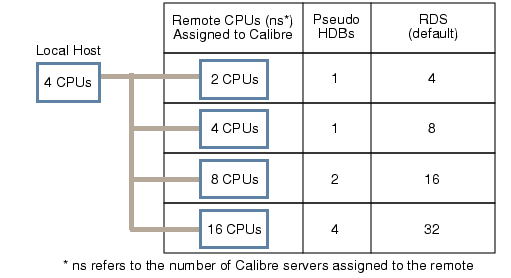 Remote CPUs (ns*) Pseudo RDS
Assigned to Calibre HDBs (default)
Local Host
4 CPUs
2 CPUs 1 4
4 CPUs 1 8
8 CPUs 2 16
16 CPUs 4 32
* ns refers to the number of Calibre servers assigned to the remote